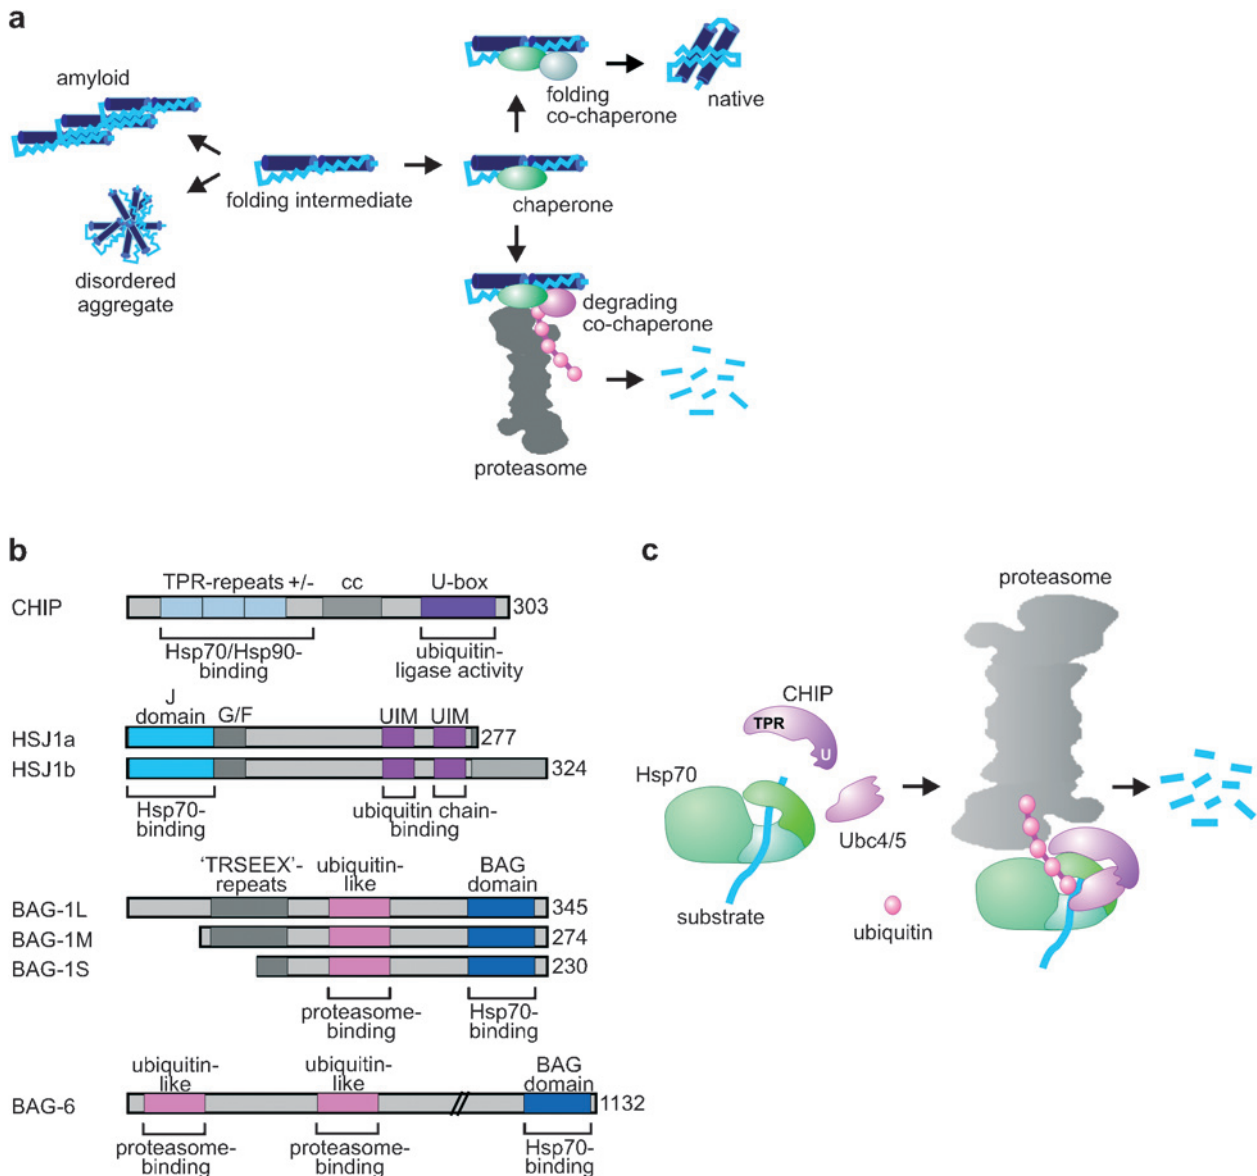 a
amyloid
disordered
aggregate
folding intermediate
folding
co-chaperone
native
chaperone
degrading
co-chaperone
proteasome
b
TPR-repeats +/-
cc
U-box
CHIP
303
Hsp70/Hsp90-
binding
ubiquitin-
ligase activity
J
domain
G/F
UIM
UIM
HSJ1a
277
HSJ1b
324
Hsp70-
binding
ubiquitin chain-
binding
'TRSEEX'-
repeats
ubiquitin-
like
BAG
domain
BAG-1L
345
BAG-1M
274
BAG-1S
230
proteasome-
binding
Hsp70-
binding
ubiquitin-
like
ubiquitin-
like
BAG
domain
BAG-6
1132
proteasome-
binding
proteasome-
binding
Hsp70-
binding
c
proteasome
CHIP
TPR
U
Hsp70
Ubc4/5
substrate
ubiquitin